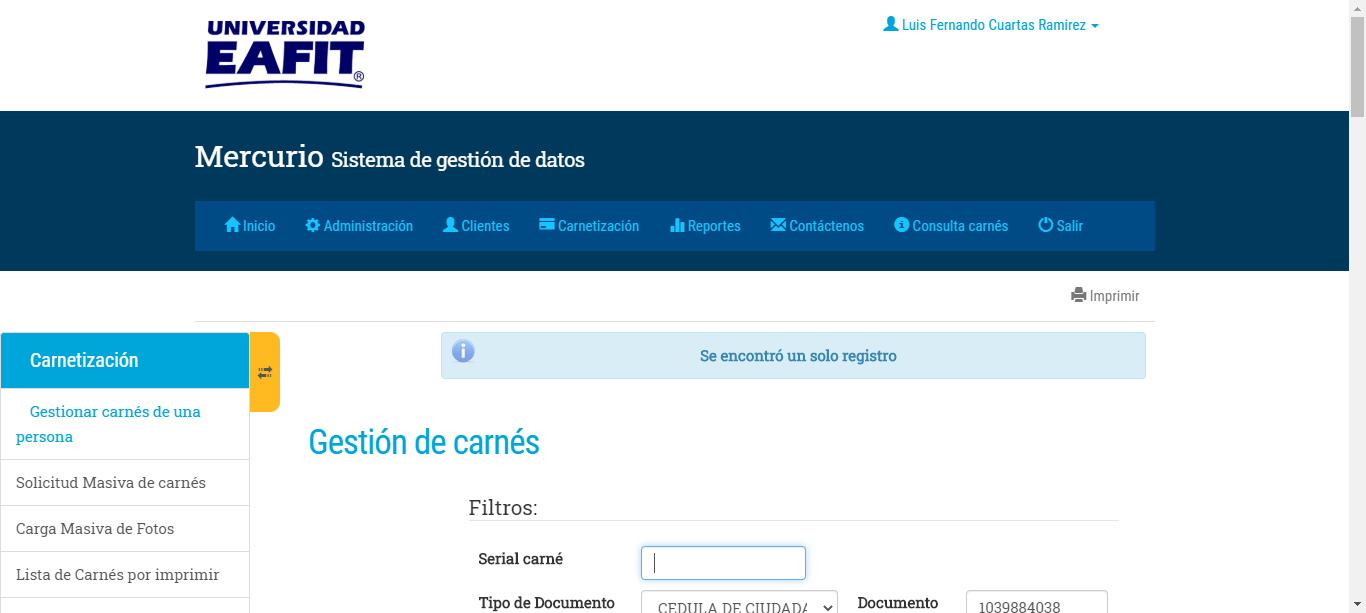 UNIVERSIDAD
EAFIT®
Luis Fernando Cuartas Ramirez
Mercurio Sistema de gestión de datos
Inicio Administración Clientes Carnetización Reportes Contáctenos Consulta carnés Salir
Imprimir
Carnetización
Se encontró un solo registro
Gestionar carnés de una
persona
Gestión de carnés
Solicitud Masiva de carnés
Filtros:
Carga Masiva de Fotos
Serial carné
Lista de Carnés por imprimir
Tipo de Documento CEDULA DE CIUDADA Documento 1039884038